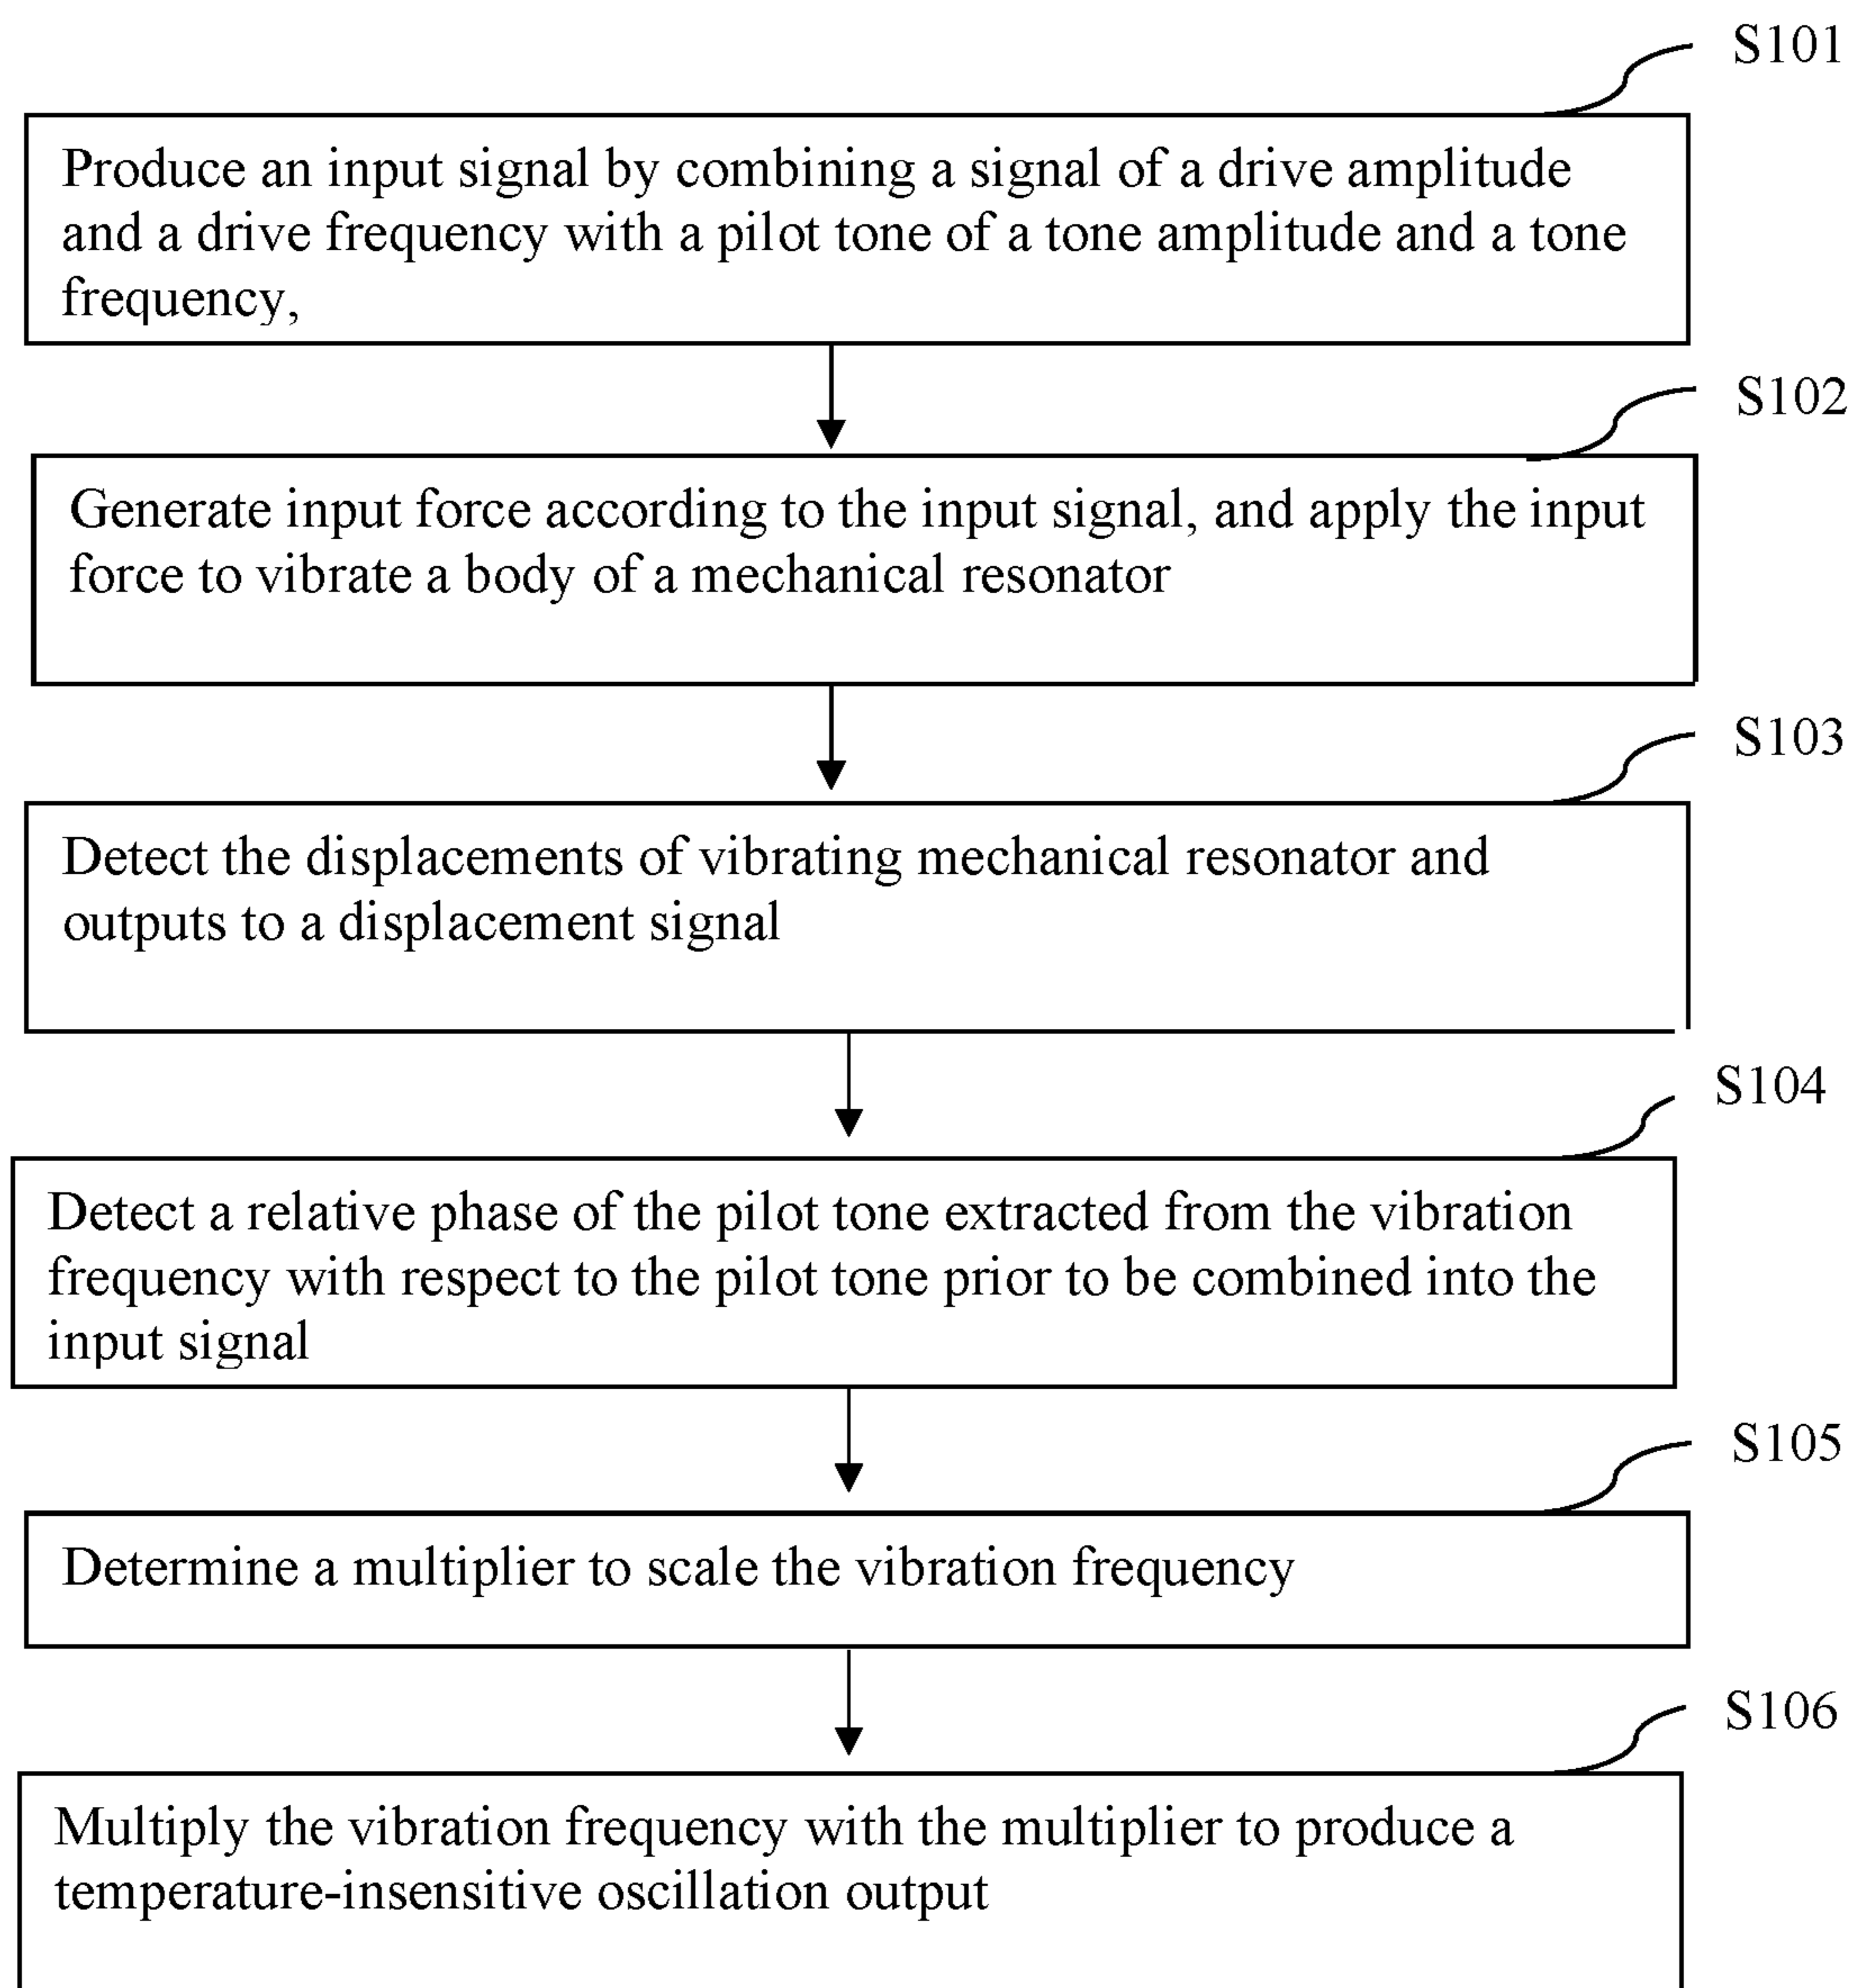 S101
Produce an input signal by combining a signal of a drive amplitude
and a drive frequency with a pilot tone of a tone amplitude and a tone
frequency,
S102
Generate input force according to the input signal, and apply the input
force to vibrate a body of a mechanical resonator
S103
Detect the displacements of vibrating mechanical resonator and
outputs to a displacement signal
S104
Detect a relative phase of the pilot tone extracted from the vibration
frequency with respect to the pilot tone prior to be combined into the
input signal
S105
Determine a multiplier to scale the vibration frequency
S106
Multiply the vibration frequency with the multiplier to produce a
temperature-insensitive oscillation output